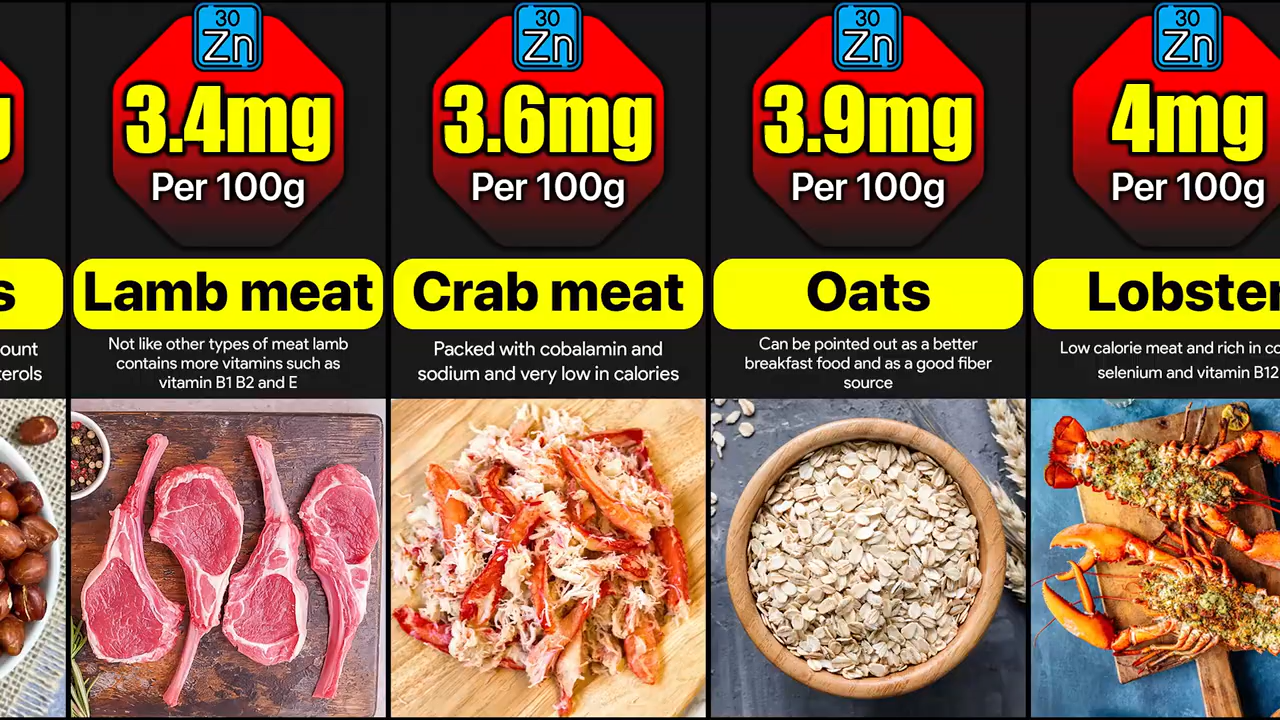 30
Zn
3.4mg
Per 100g
Lamb meat
Not like other types of meat lamb
contains more vitamins such as
vitamin B1 B2 and E
30
Zn
3.6mg
Per 100g
Crab meat
Packed with cobalamin and
sodium and very low in calories
30
Zn
3.9mg
Per 100g
Oats
Can be pointed out as a better
breakfast food and as a good fiber
source
30
Zn
4mg
Per 100g
Lobster
Low calorie meat and rich in
selenium and vitamin B12